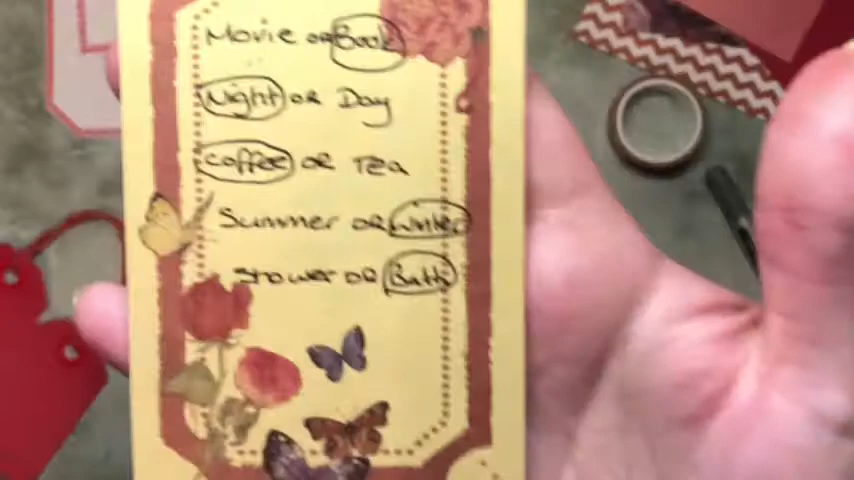 Movie or Book
Night or Day
coffee or Tea
Summer or winter
Shower or Bath